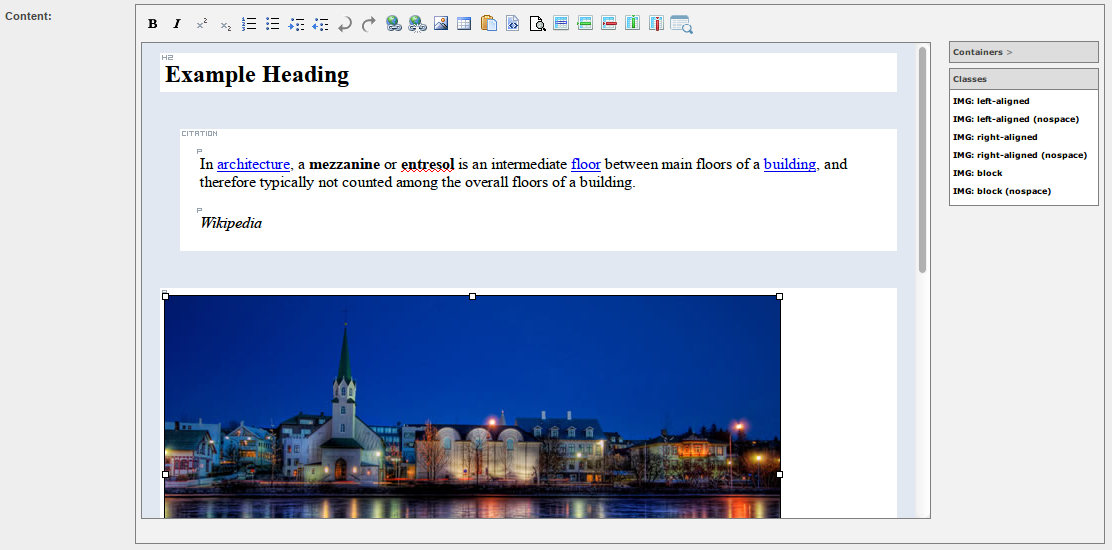 Content:
B I x² x₂
H2
Example Heading
CITATION
P
In architecture, a mezzanine or entresol is an intermediate floor between main floors of a building, and
therefore typically not counted among the overall floors of a building.
P
Wikipedia
P
Containers >
Classes
IMG: left-aligned
IMG: left-aligned (nospace)
IMG: right-aligned
IMG: right-aligned (nospace)
IMG: block
IMG: block (nospace)